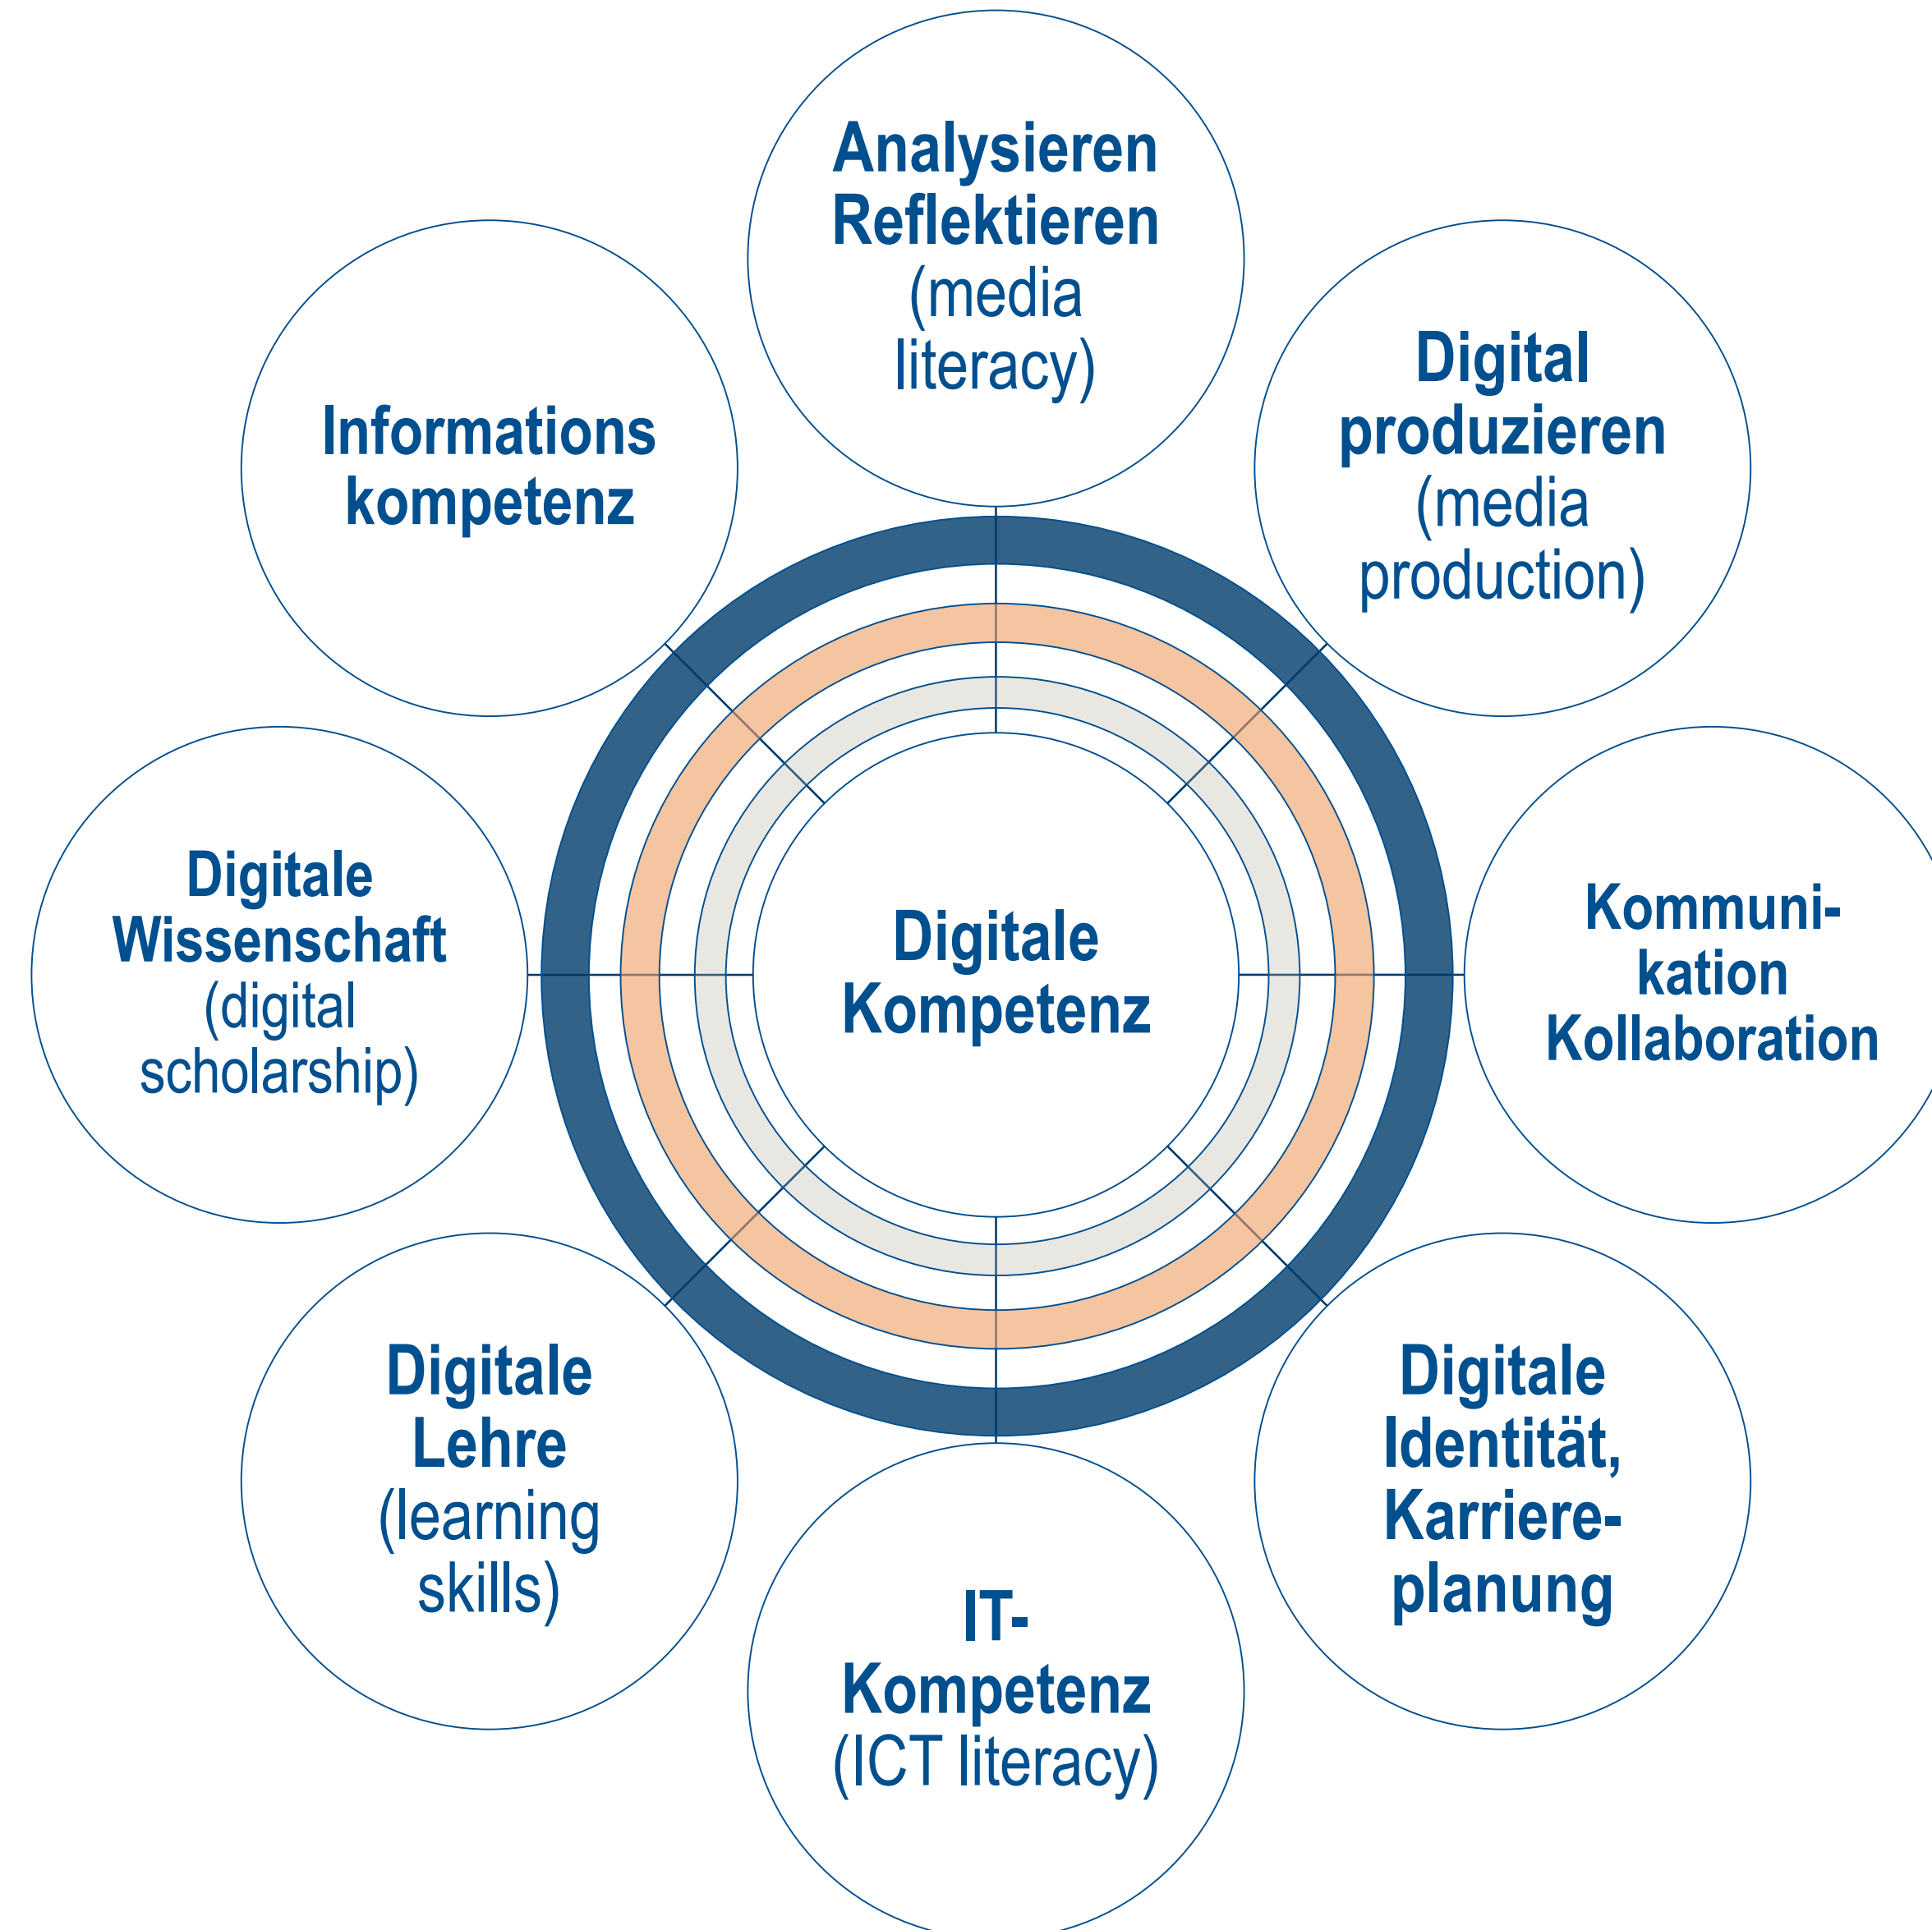 Analysieren
Reflektieren
(media
literacy)
Digital
produzieren
(media
production)
Informations
kompetenz
Digitale
Wissenschaft
(digital
scholarship)
Digitale
Kompetenz
Kommuni-
kation
Kollaboration
Digitale
Lehre
(learning
skills)
Digitale
Identität,
Karriere-
planung
IT-
Kompetenz
(ICT literacy)